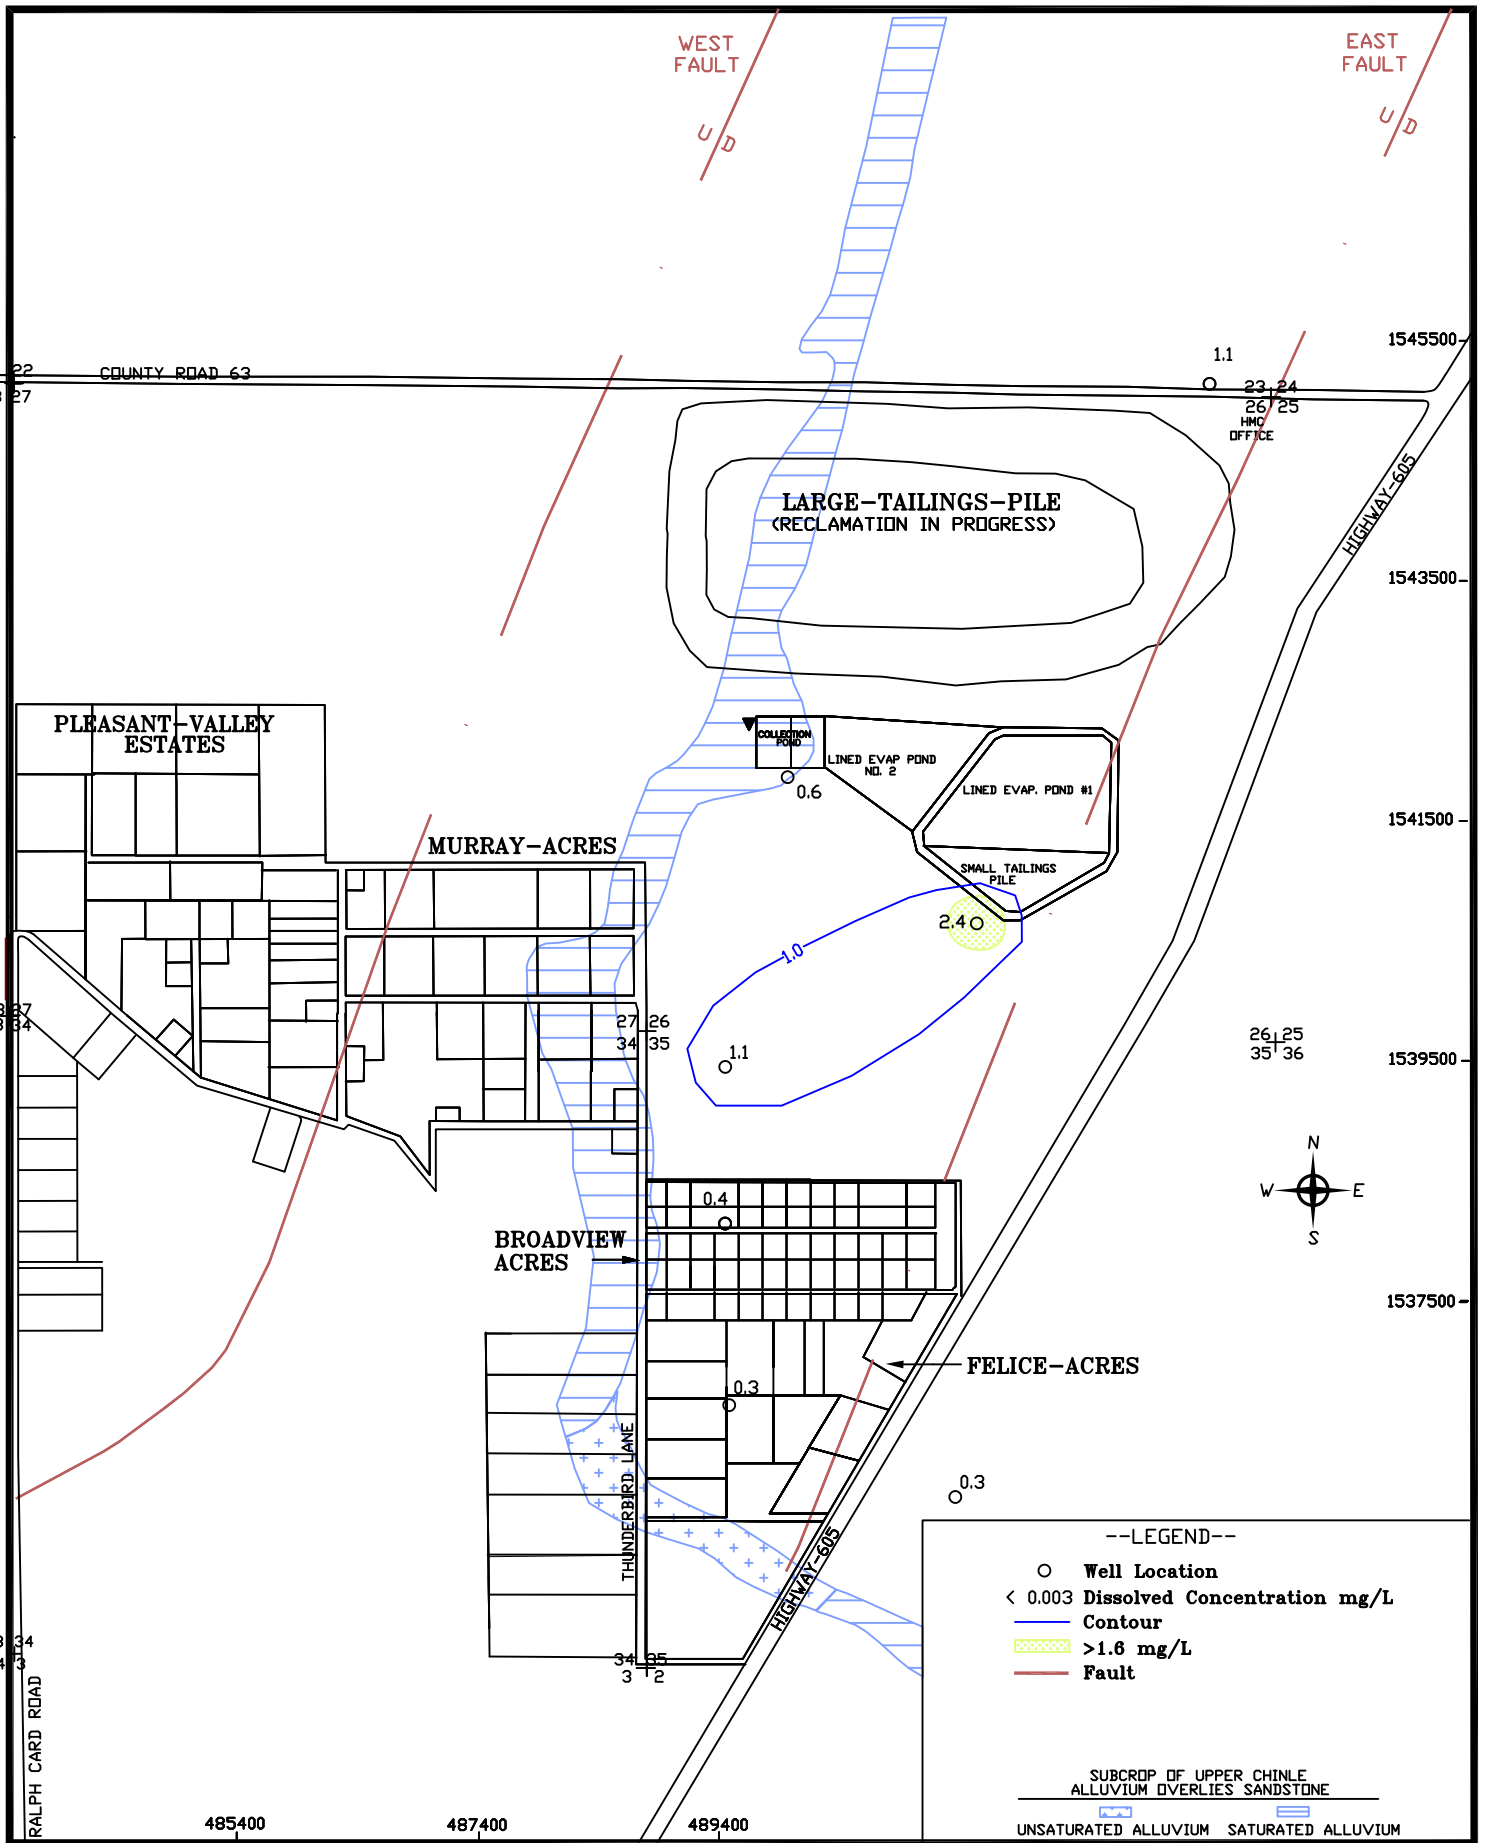 WEST
FAULT
EAST
FAULT
U D
U D
1545500
1.1
22
27
COUNTY ROAD 63
23 24
26 25
HMC
OFFICE
HIGHWAY-605
LARGE-TAILINGS-PILE
(RECLAMATION IN PROGRESS)
1543500
PLEASANT-VALLEY
ESTATES
COLLECTION
POND
LINED EVAP POND
NO. 2
LINED EVAP. POND #1
0.6
1541500
MURRAY-ACRES
SMALL TAILINGS
PILE
2.4
1.0
27 26
34 35
27
34
26 25
35 36
1.1
1539500
N
W E
S
0.4
BROADVIEW
ACRES
1537500
FELICE-ACRES
0.3
THUNDERBIRD LANE
0.3
HIGHWAY-605
34 35
3 2
34
3
RALPH CARD ROAD
485400
487400
489400
--LEGEND--
Well Location
< 0.003 Dissolved Concentration mg/L
Contour
>1.6 mg/L
Fault
SUBCROP OF UPPER CHINLE
ALLUVIUM OVERLIES SANDSTONE
UNSATURATED ALLUVIUM SATURATED ALLUVIUM